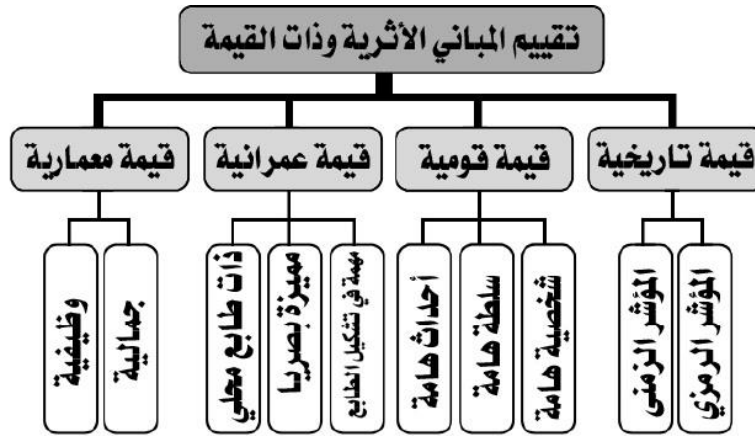 تقييم المباني الأثرية وذات القيمة
قيمة تاريخية
قيمة قومية
قيمة عمرانية
قيمة معمارية
المؤشر الرمزي
المؤشر الزمنى
شخصية هامة
سلطة هامة
أحداث هامة
مهمة في تشكيل الطابع
مميزة بصريا
ذات طابع محلي
جمالية
وظيفية